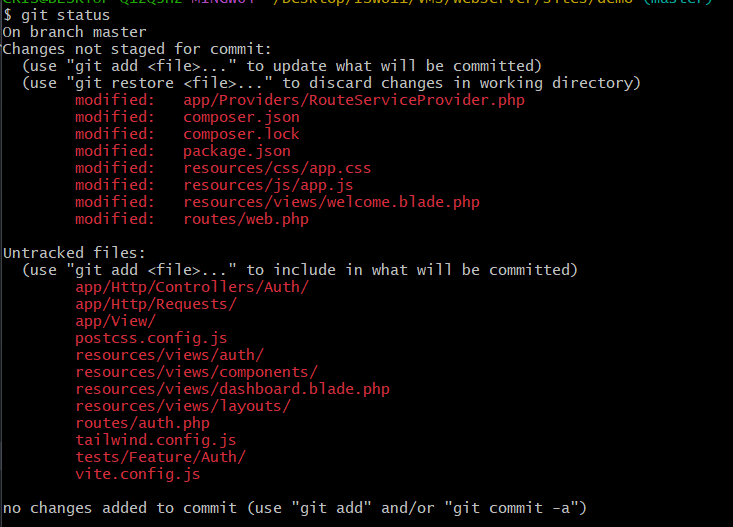 $ git status
On branch master
Changes not staged for commit:
  (use "git add <file>..." to update what will be committed)
  (use "git restore <file>..." to discard changes in working directory)
        modified:   app/Providers/RouteServiceProvider.php
        modified:   composer.json
        modified:   composer.lock
        modified:   package.json
        modified:   resources/css/app.css
        modified:   resources/js/app.js
        modified:   resources/views/welcome.blade.php
        modified:   routes/web.php

Untracked files:
  (use "git add <file>..." to include in what will be committed)
        app/Http/Controllers/Auth/
        app/Http/Requests/
        app/View/
        postcss.config.js
        resources/views/auth/
        resources/views/components/
        resources/views/dashboard.blade.php
        resources/views/layouts/
        routes/auth.php
        tailwind.config.js
        tests/Feature/Auth/
        vite.config.js

no changes added to commit (use "git add" and/or "git commit -a")